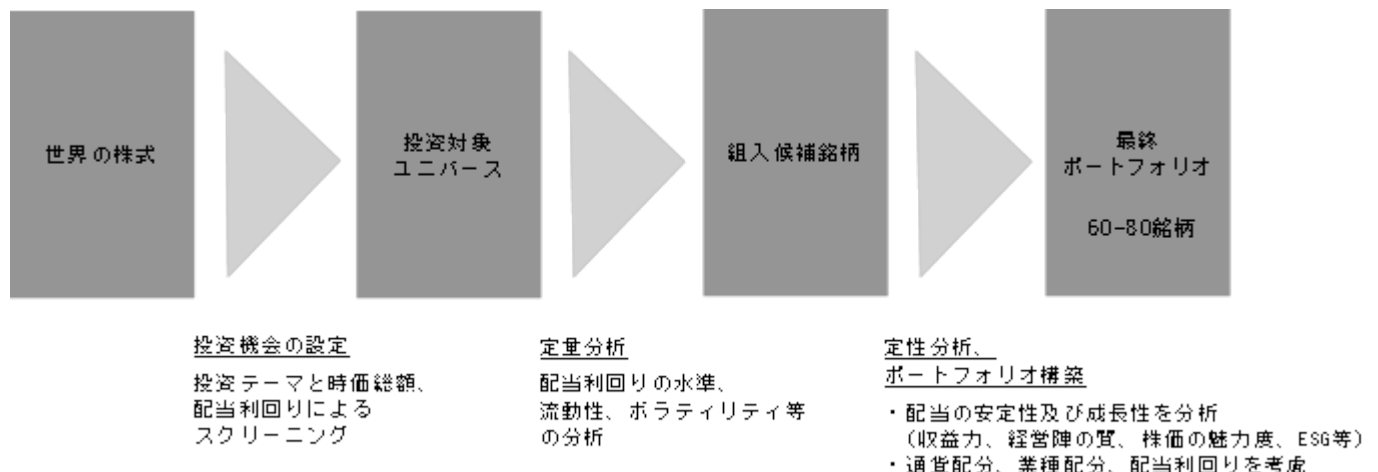 世界の株式
投資対象
ユニバース
組入候補銘柄
最終
ポートフォリオ
60-80銘柄
投資機会の設定
投資テーマと時価総額、
配当利回りによる
スクリーニング
定量分析
配当利回りの水準、
流動性、ボラティリティ等
の分析
定性分析、
ポートフォリオ構築
・配当の安定性及び成長性を分析
（収益力、経営陣の質、株価の魅力度、ESG等）
・通貨配分、業種配分、配当利回りを考慮